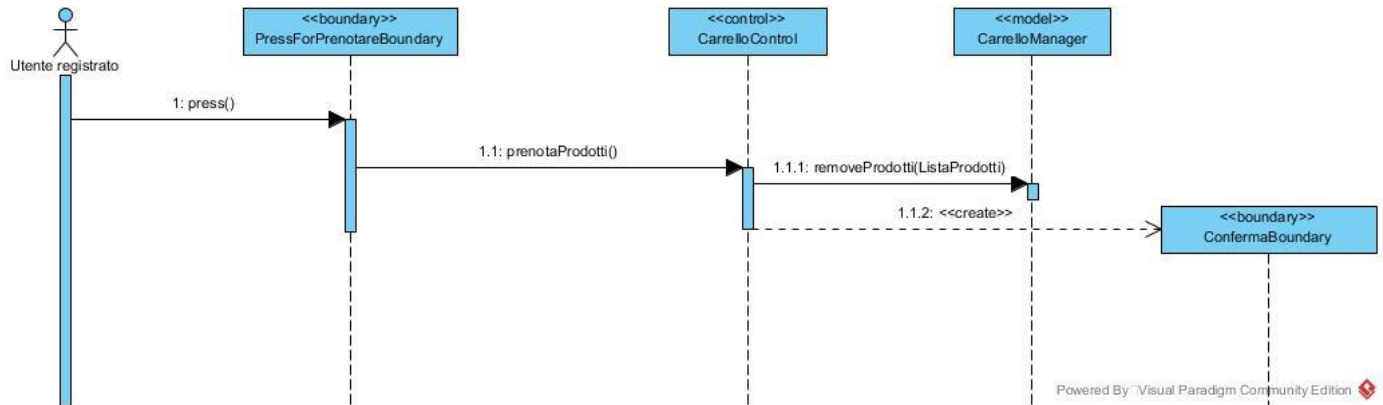 <<boundary>>
PressForPrenotareBoundary
<<control>>
CarrelloControl
<<model>>
CarrelloManager
Utente registrato
1: press()
1.1: prenotaProdotti()
1.1.1: removeProdotti(ListaProdotti)
1.1.2: <<create>>
<<boundary>>
ConfermaBoundary
Powered By Visual Paradigm Community Edition